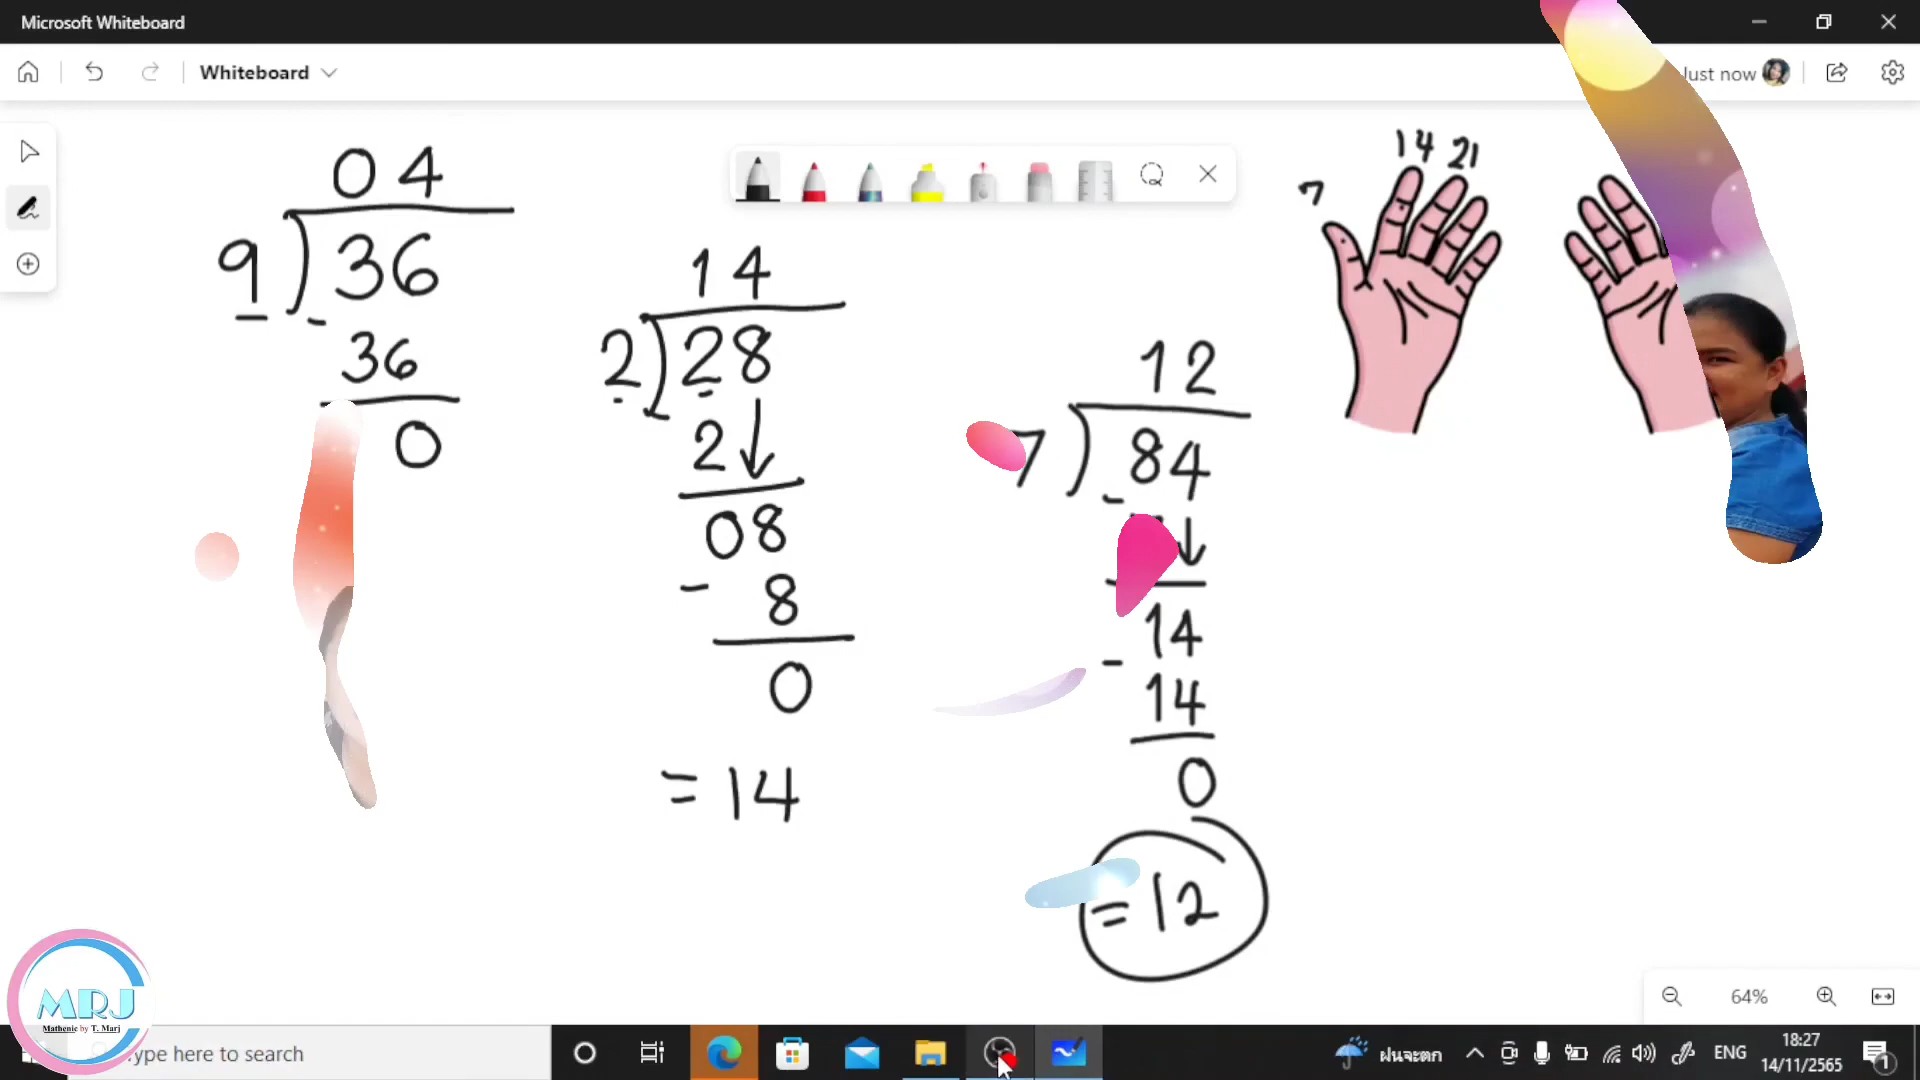 Microsoft Whiteboard
Whiteboard
Just now
04
9 ) 36
-
36
0
14
2 ) 28
2 ↓
08
- 8
0
= 14
12
7 ) 84
-
↓
14
- 14
0
= 12
7 14 21
64%
MRJ
Mathenic by T. Marj
ype here to search
ฝนจะตก
ENG
18:27
14/11/2565
1